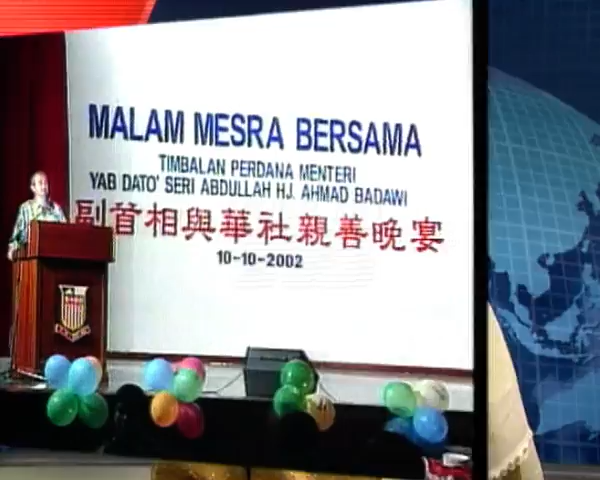 MALAM MESRA BERSAMA
TIMBALAN PERDANA MENTERI
YAB DATO' SERI ABDULLAH HJ. AHMAD BADAWI
副首相與華社親善晚宴
10-10-2002